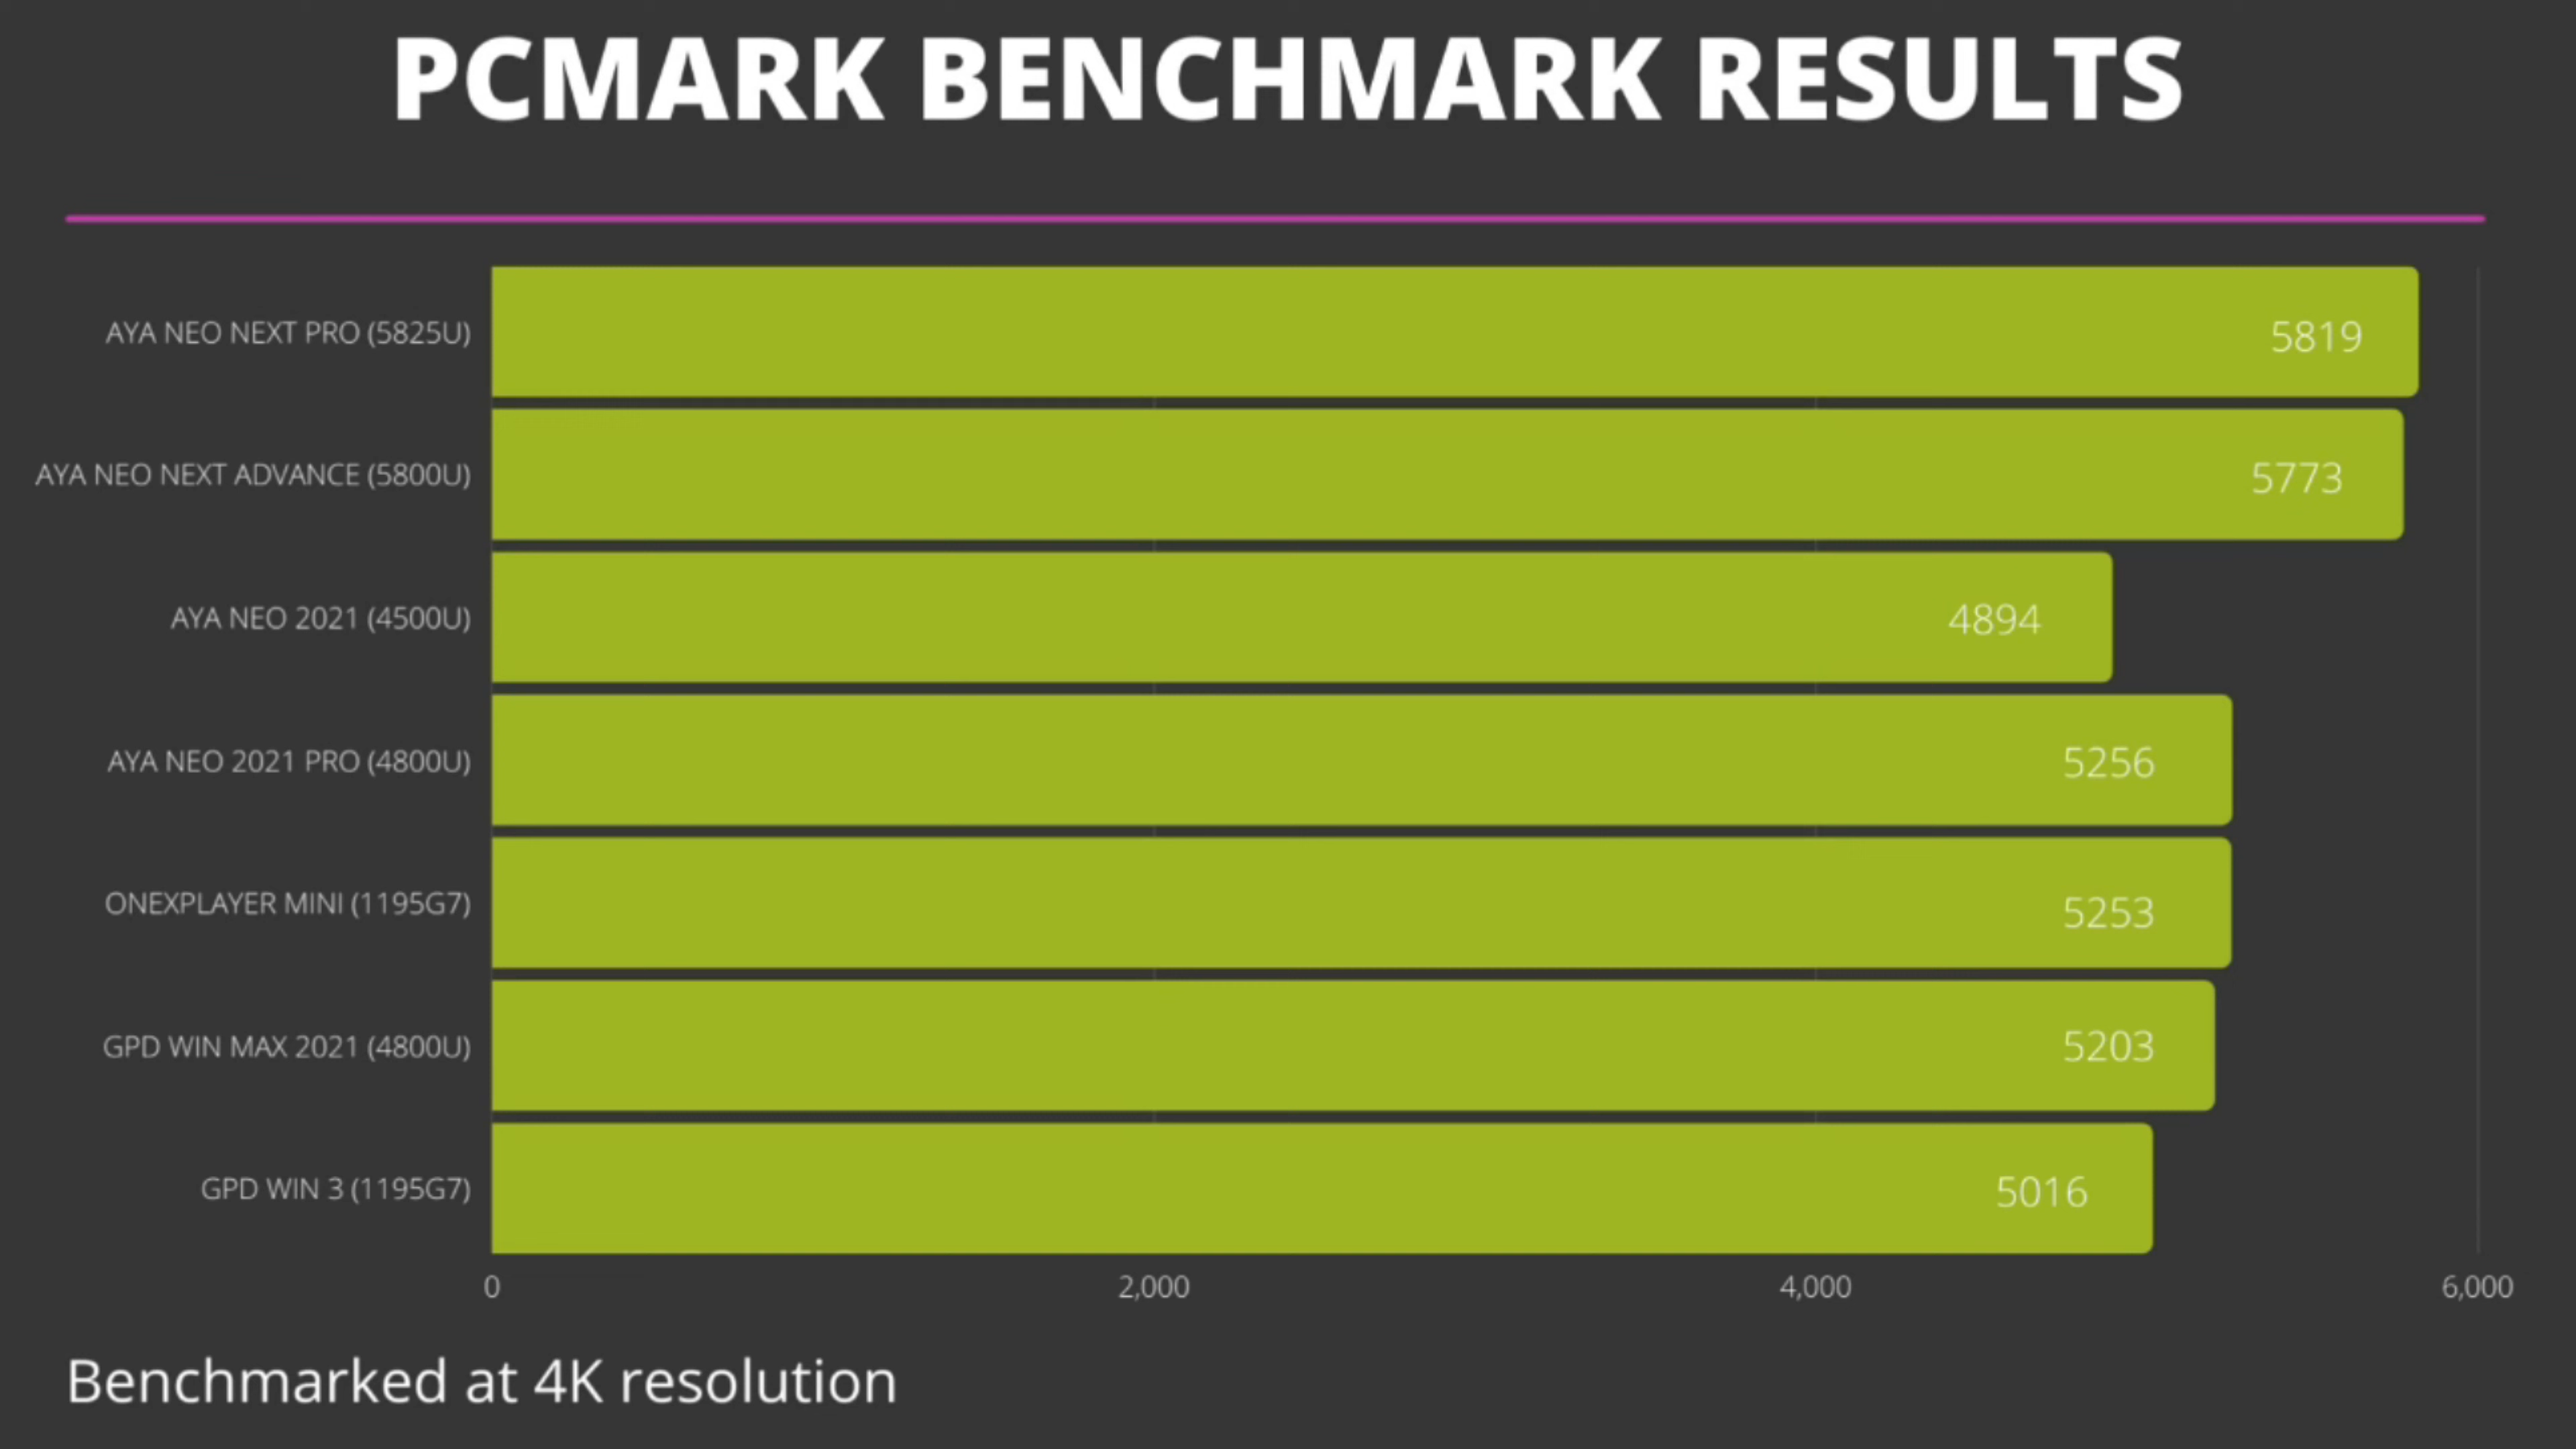 PCMARK BENCHMARK RESULTS
AYA NEO NEXT PRO (5825U) 5819
AYA NEO NEXT ADVANCE (5800U) 5773
AYA NEO 2021 (4500U) 4894
AYA NEO 2021 PRO (4800U) 5256
ONEXPLAYER MINI (1195G7) 5253
GPD WIN MAX 2021 (4800U) 5203
GPD WIN 3 (1195G7) 5016
0 2,000 4,000 6,000
Benchmarked at 4K resolution